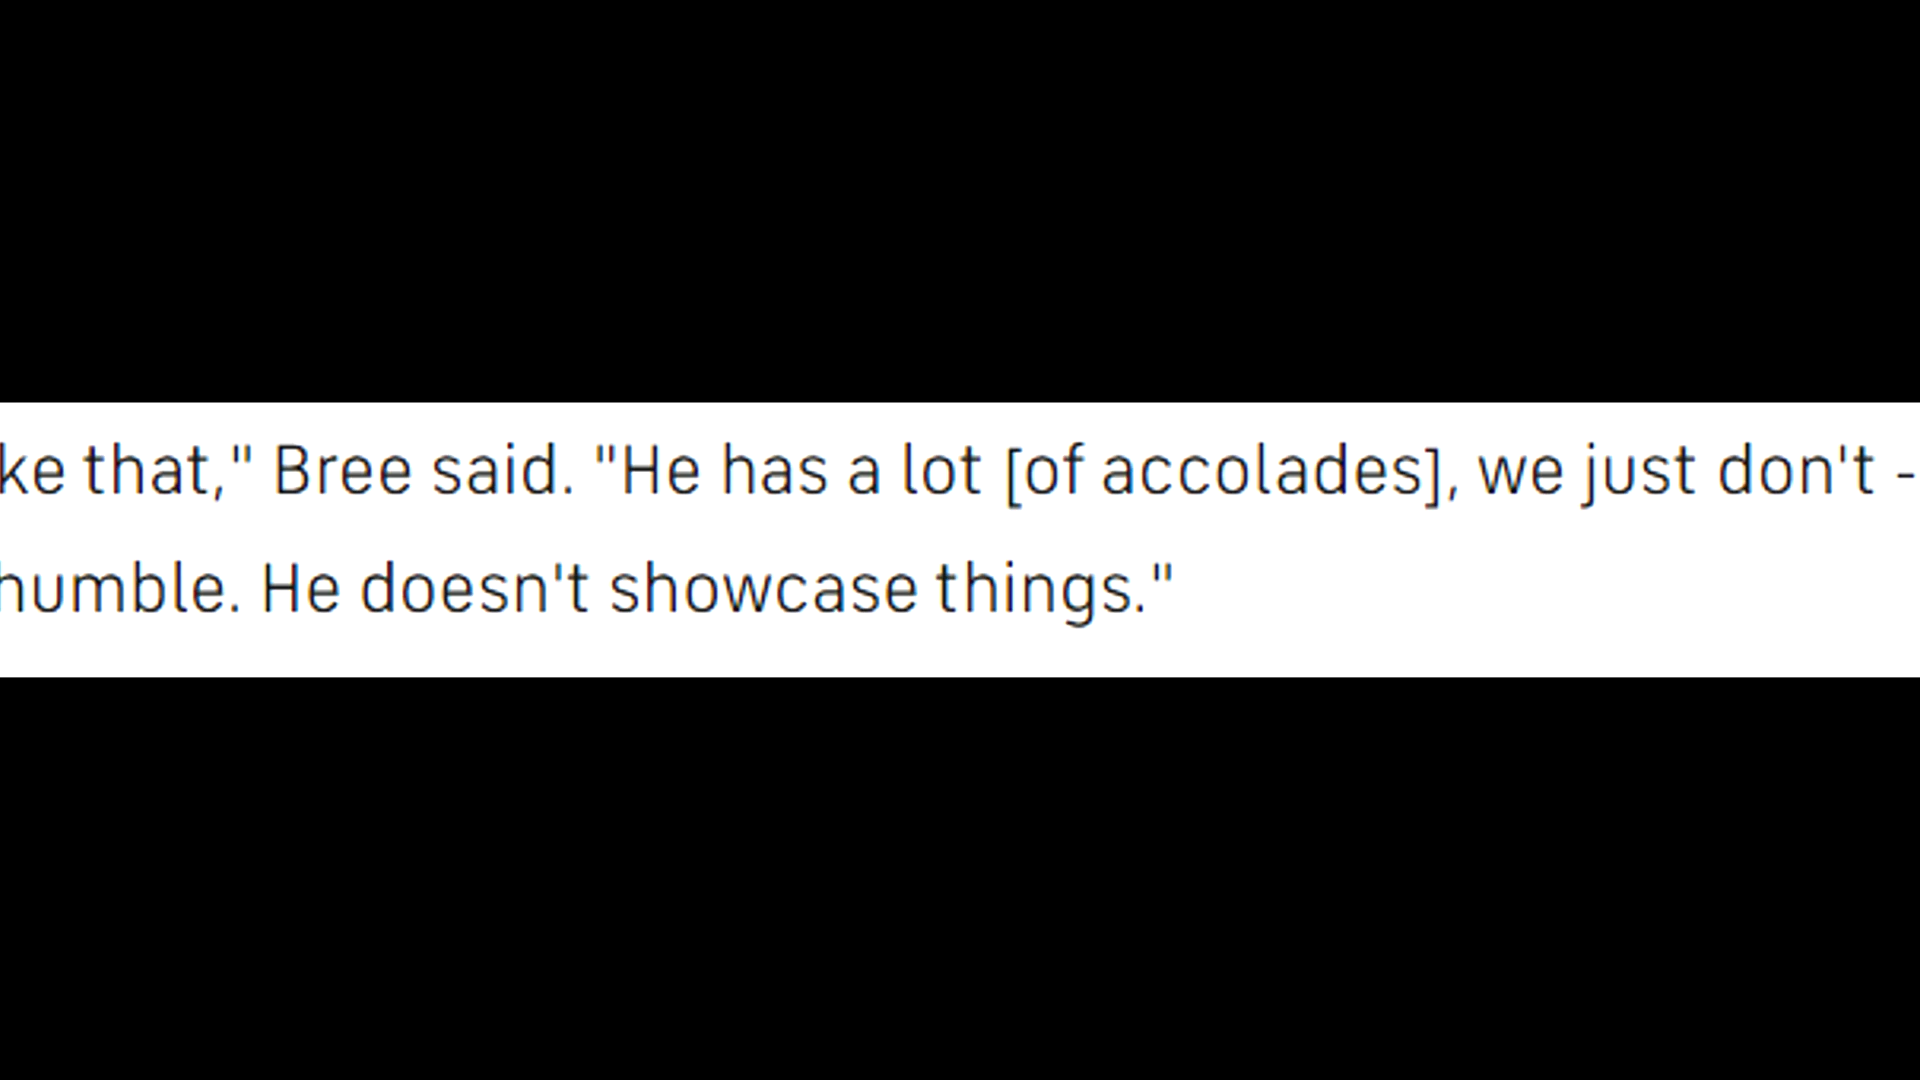 ke that," Bree said. "He has a lot [of accolades], we just don't -
humble. He doesn't showcase things."